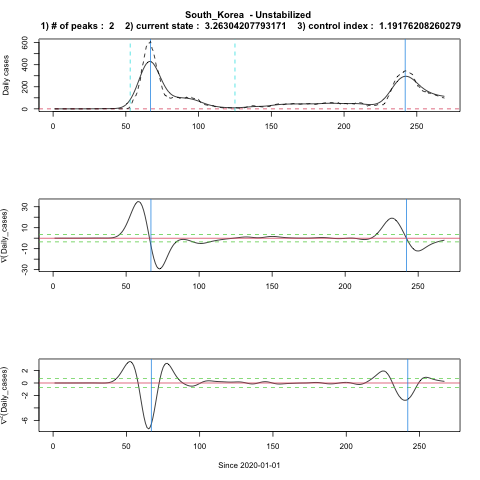 South_Korea - Unstabilized
1) # of peaks : 2 2) current state : 3.26304207793171 3) control index : 1.19176208260279
Daily cases
600
400
200
0
0 50 100 150 200 250
∇(Daily_cases)
30
10
-10
-30
0 50 100 150 200 250
∇²(Daily_cases)
2
0
-2
-6
0 50 100 150 200 250
Since 2020-01-01